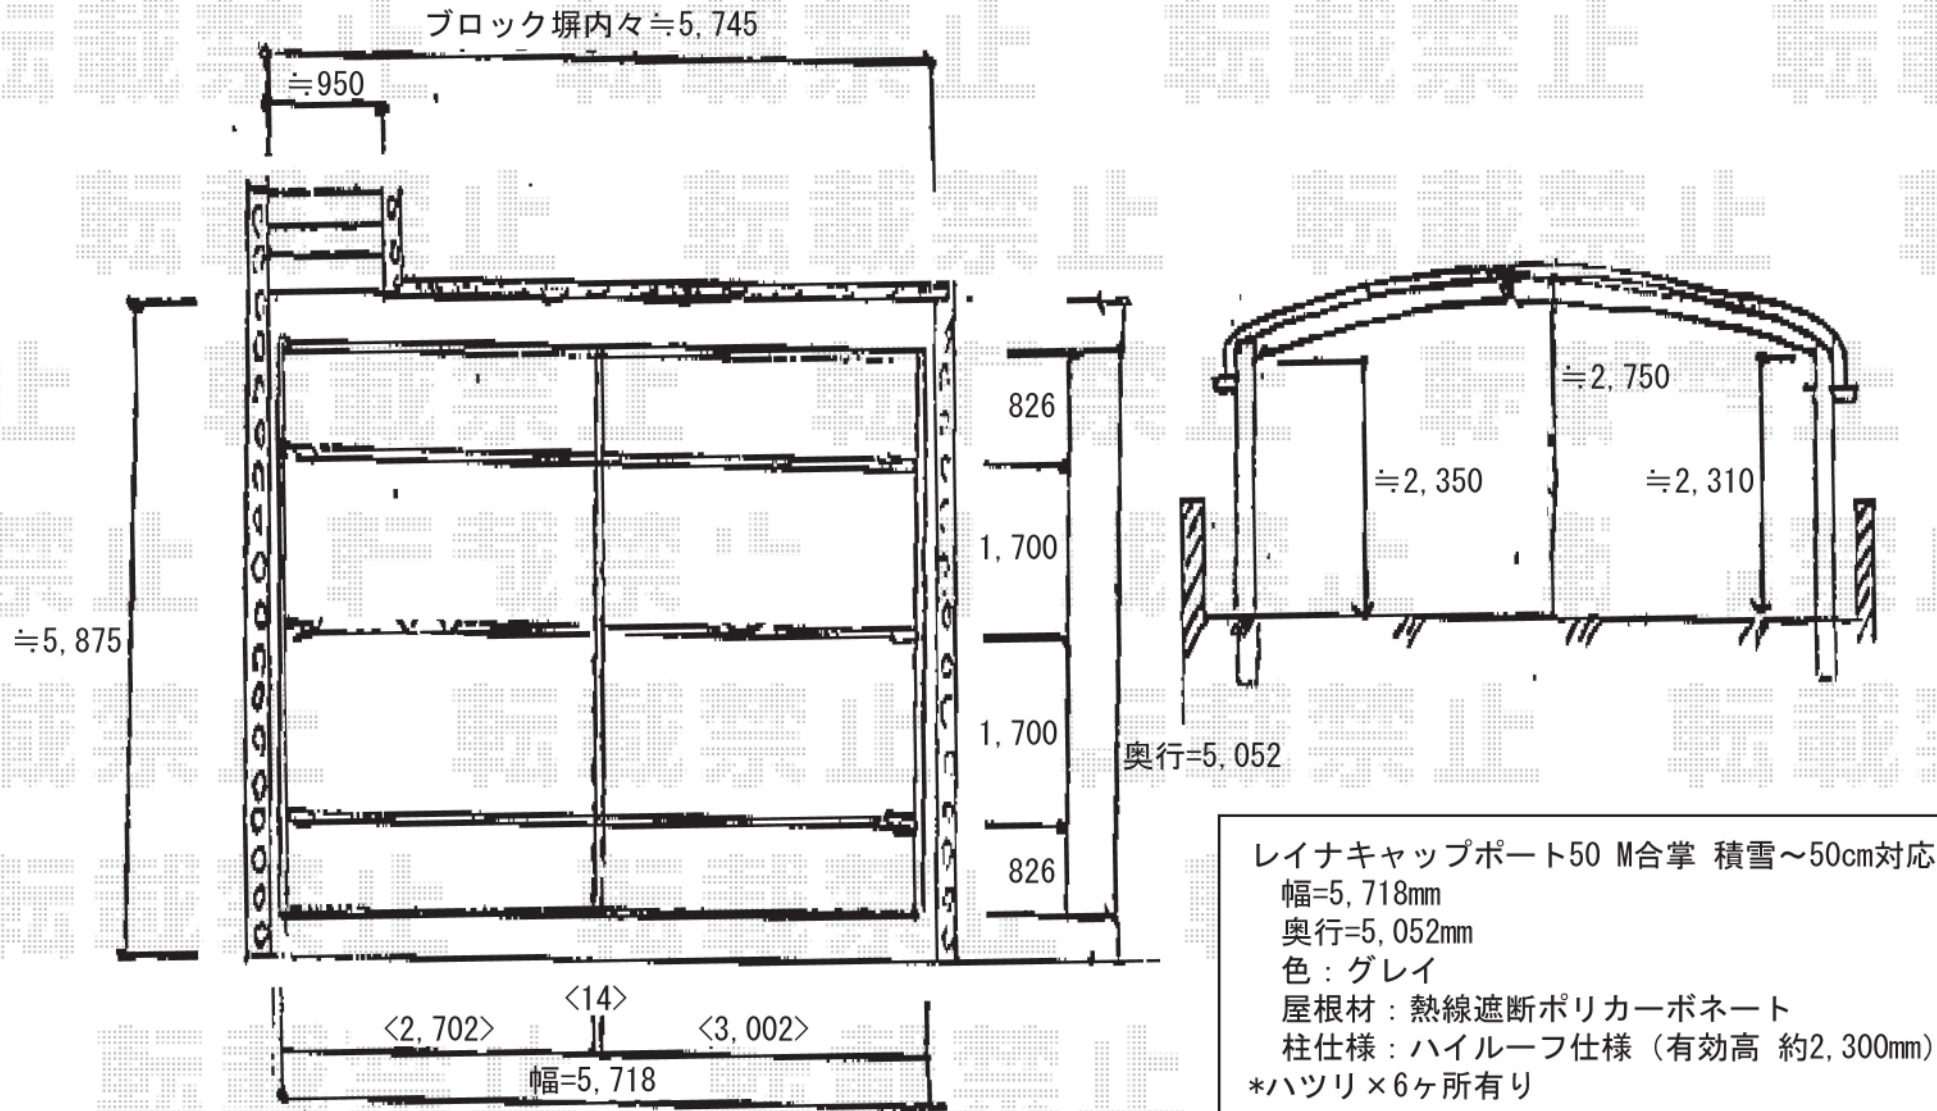 ブロック塀内々≒5,745
≒950
≒5,875
826
1,700
1,700
826
≒2,750
≒2,350
≒2,310
奥行=5,052
<14>
<2,702>
<3,002>
幅=5,718
レイナキャップポート50 M合掌 積雪~50cm対応
幅=5,718mm
奥行=5,052mm
色:グレイ
屋根材:熱線遮断ポリカーボネート
柱仕様:ハイルーフ仕様(有効高 約2,300mm)
*ハツリ×6ヶ所有り
転載禁止